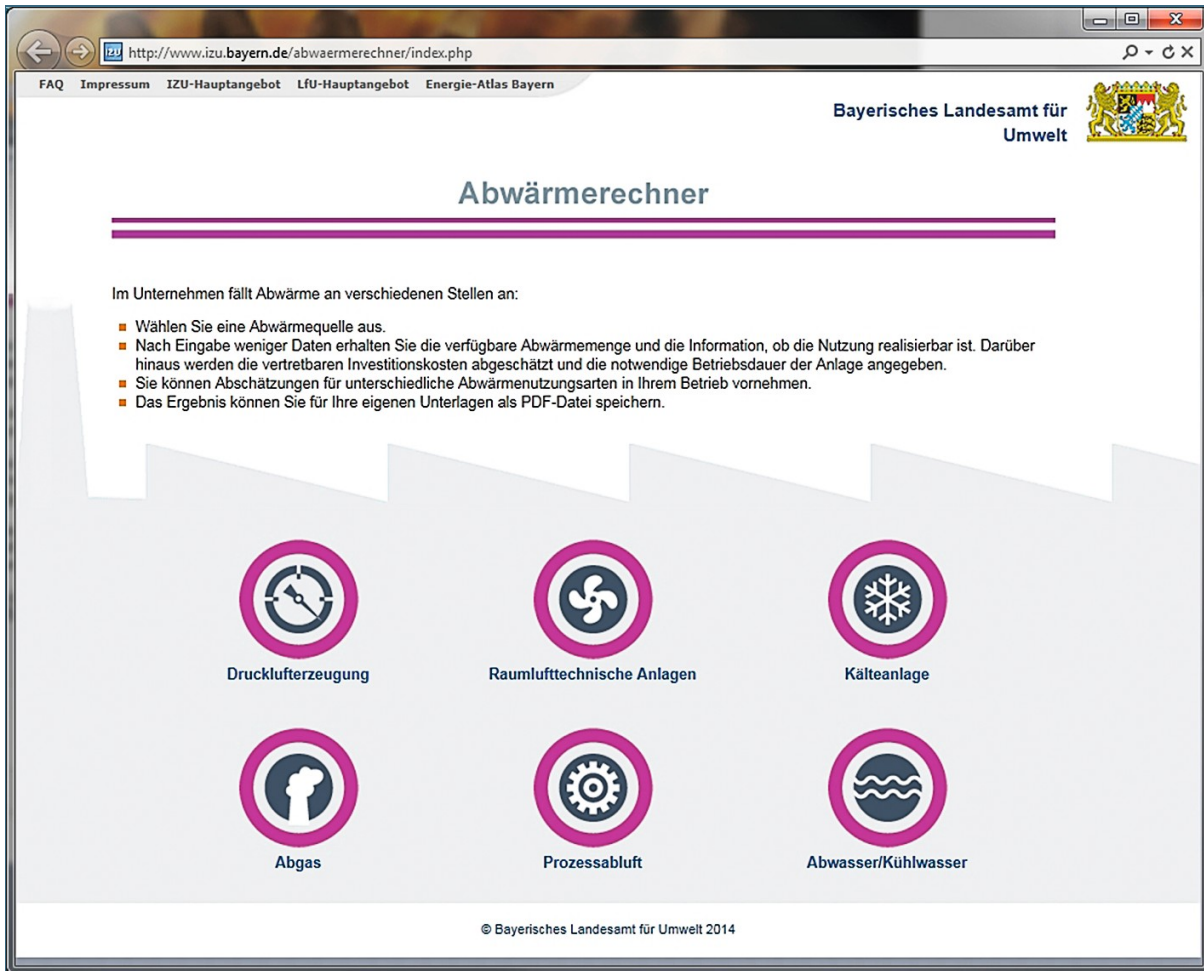 http://www.izu.bayern.de/abwaermerechner/index.php
FAQ Impressum IZU-Hauptangebot LfU-Hauptangebot Energie-Atlas Bayern
Bayerisches Landesamt für
Umwelt
Abwärmerechner
Im Unternehmen fällt Abwärme an verschiedenen Stellen an:
Wählen Sie eine Abwärmequelle aus.
Nach Eingabe weniger Daten erhalten Sie die verfügbare Abwärmemenge und die Information, ob die Nutzung realisierbar ist. Darüber
hinaus werden die vertretbaren Investitionskosten abgeschätzt und die notwendige Betriebsdauer der Anlage angegeben.
Sie können Abschätzungen für unterschiedliche Abwärmenutzungsarten in Ihrem Betrieb vornehmen.
Das Ergebnis können Sie für Ihre eigenen Unterlagen als PDF-Datei speichern.
Drucklufterzeugung Raumlufttechnische Anlagen Kälteanlage
Abgas Prozessabluft Abwasser/Kühlwasser
© Bayerisches Landesamt für Umwelt 2014